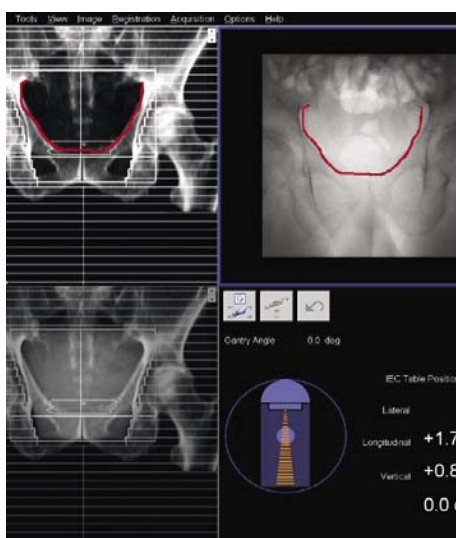 Tools View Image Registration Acquisition Options Help
Gantry Angle 0.0 deg
IEC Table Positio
Lateral
Longitudinal +1.7
Vertical +0.8
0.0